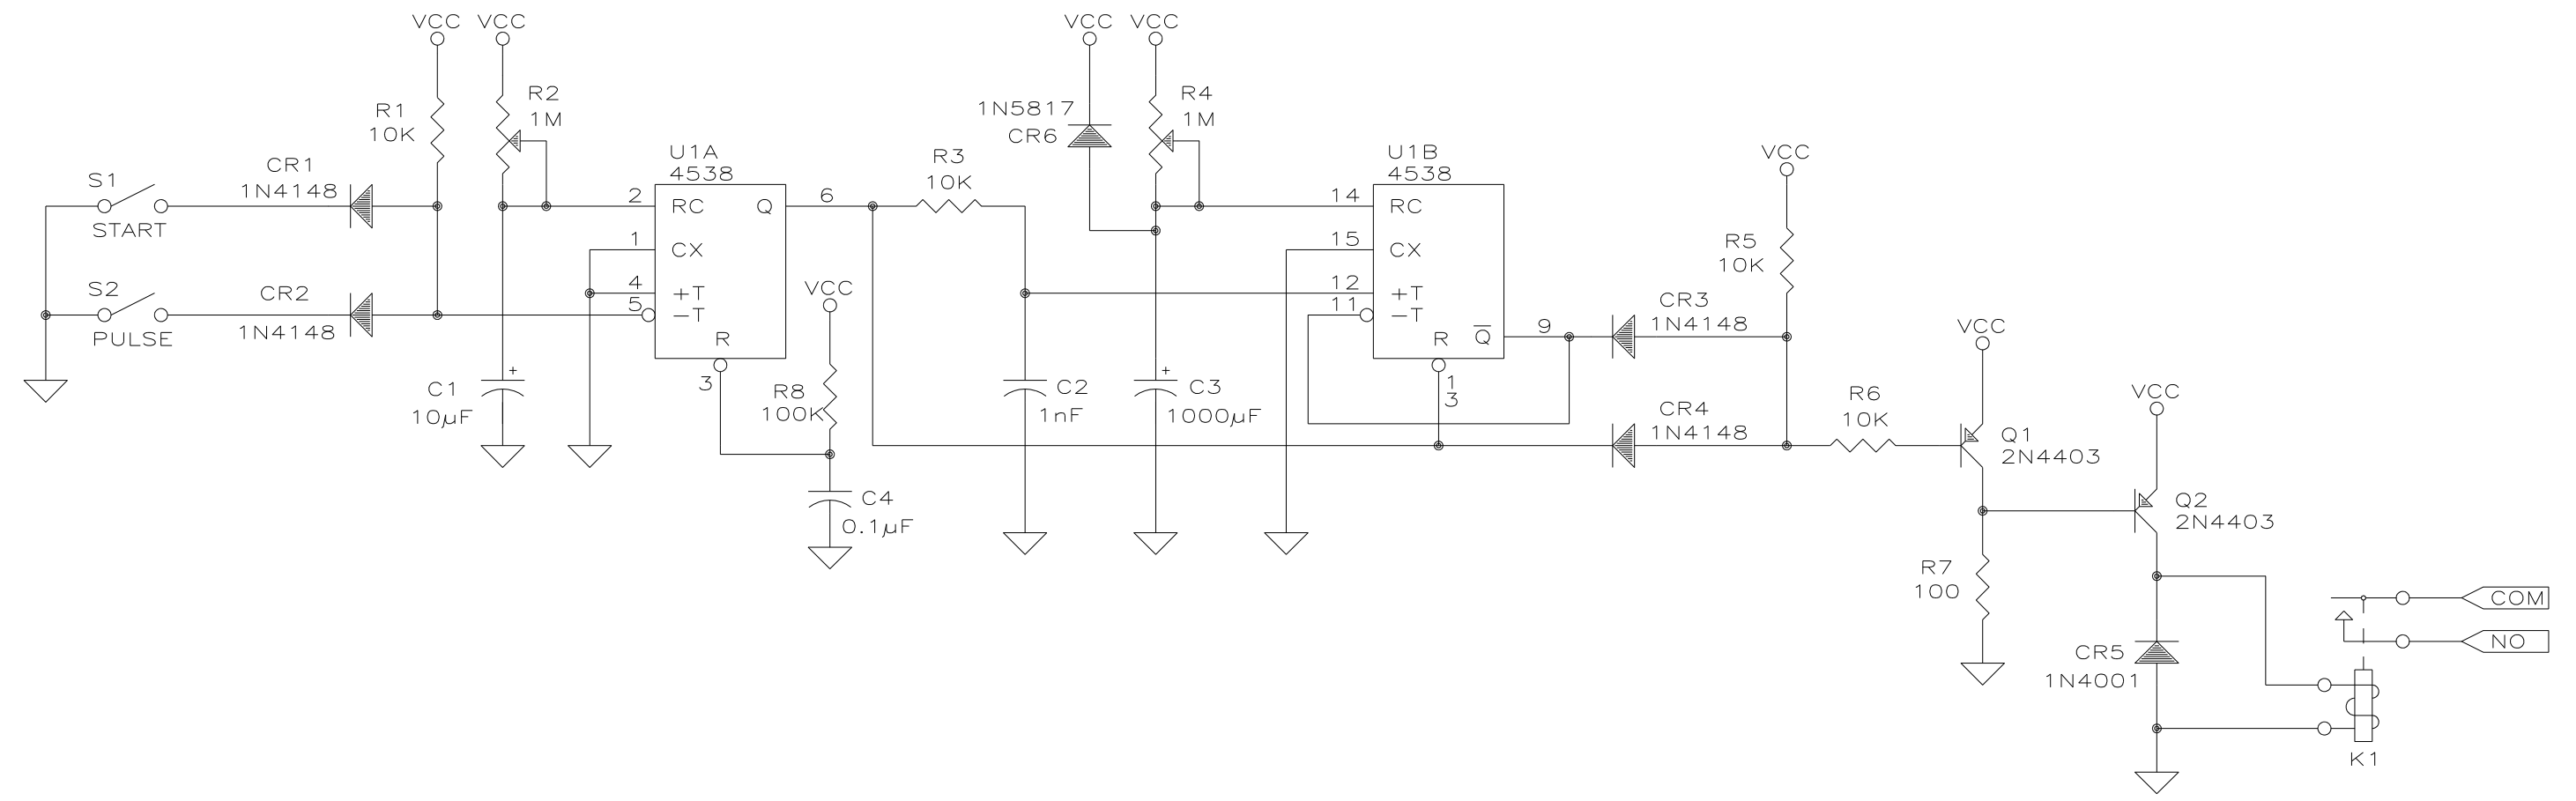 VCC
VCC
R1
10K
R2
1M
S1
START
CR1
1N4148
S2
PULSE
CR2
1N4148
C1
+
10µF
U1A
4538
2
RC
Q
6
1
CX
4
+T
5
−T
R
3
VCC
R8
100K
C4
0.1µF
R3
10K
C2
1nF
VCC
VCC
1N5817
CR6
R4
1M
+
C3
1000µF
U1B
4538
14
RC
15
CX
12
+T
11
−T
R
Q
9
1
3
VCC
R5
10K
CR3
1N4148
CR4
1N4148
R6
10K
VCC
Q1
2N4403
R7
100
VCC
Q2
2N4403
CR5
1N4001
COM
NO
K1